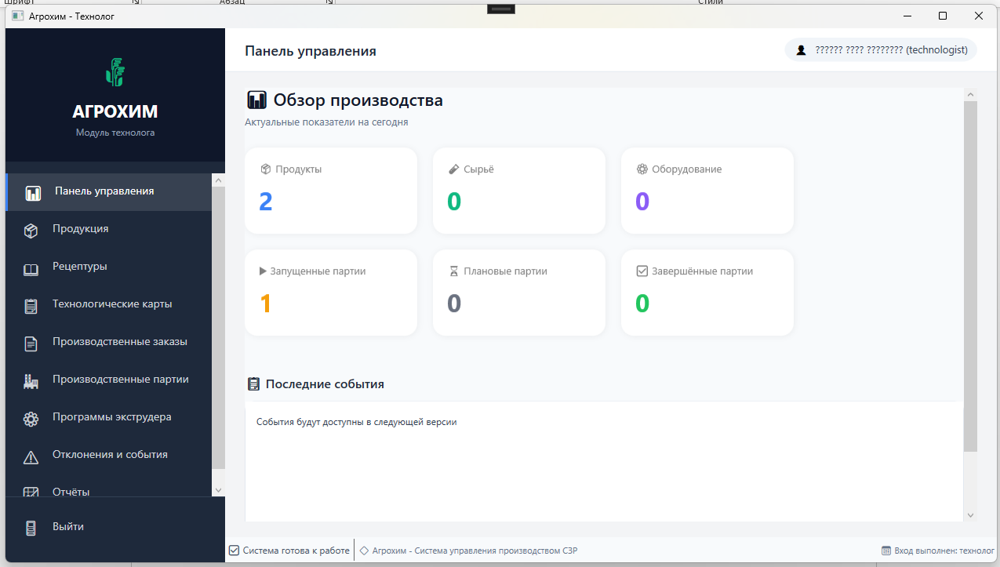 Шрифт
Абзац
Стили
Агрохим - Технолог
АГРОХИМ
Модуль технолога
Панель управления
Продукция
Рецептуры
Технологические карты
Производственные заказы
Производственные партии
Программы экструдера
Отклонения и события
Отчёты
Выйти
Панель управления
?????? ???? ???????? (technologist)
Обзор производства
Актуальные показатели на сегодня
Продукты
2
Сырьё
0
Оборудование
0
Запущенные партии
1
Плановые партии
0
Завершённые партии
0
Последние события
События будут доступны в следующей версии
Система готова к работе
Агрохим - Система управления производством СЗР
Вход выполнен: технолог